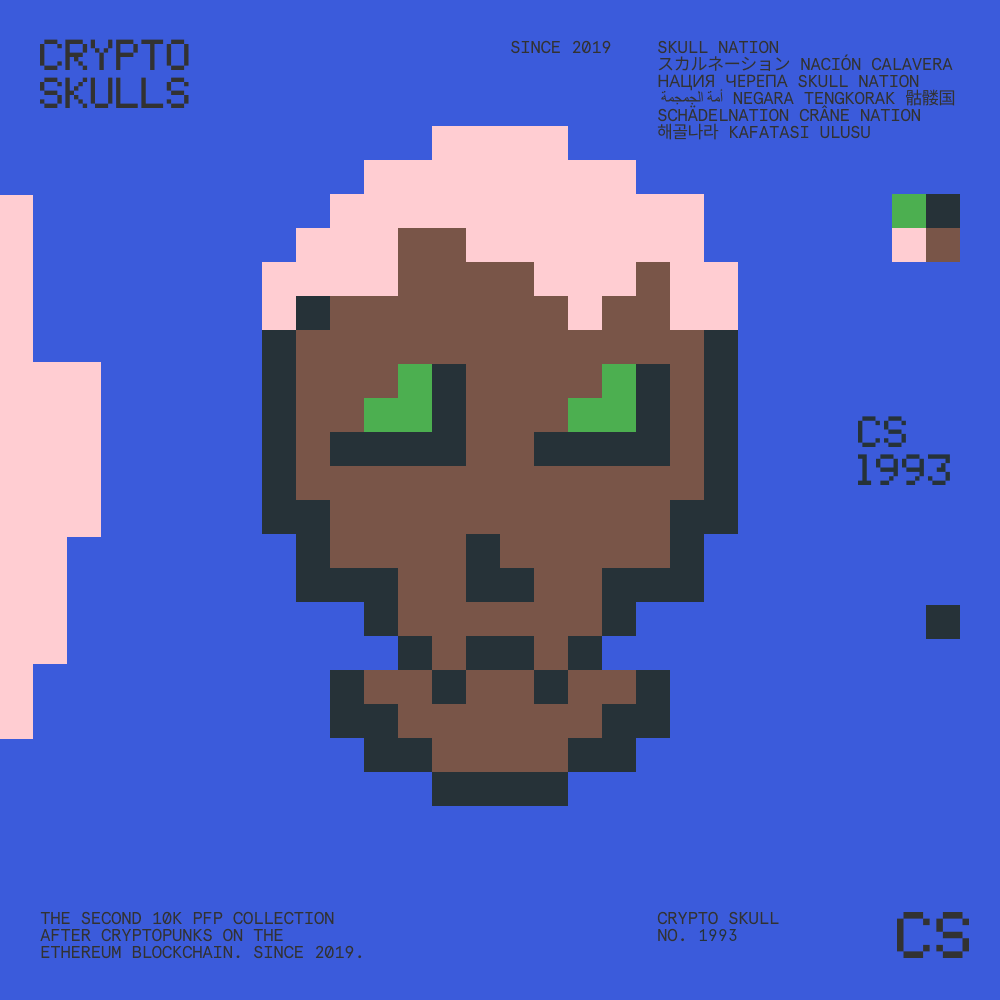 CRYPTO
SKULLS
SINCE 2019
SKULL NATION
スカルネーション NACIÓN CALAVERA
НАЦИЯ ЧЕРЕПА SKULL NATION
أمة الجمجمة NEGARA TENGKORAK 骷髅国
SCHÄDELNATION CRÂNE NATION
해골나라 KAFATASI ULUSU
CS
1993
THE SECOND 10K PFP COLLECTION
AFTER CRYPTOPUNKS ON THE
ETHEREUM BLOCKCHAIN. SINCE 2019.
CRYPTO SKULL
NO. 1993
CS